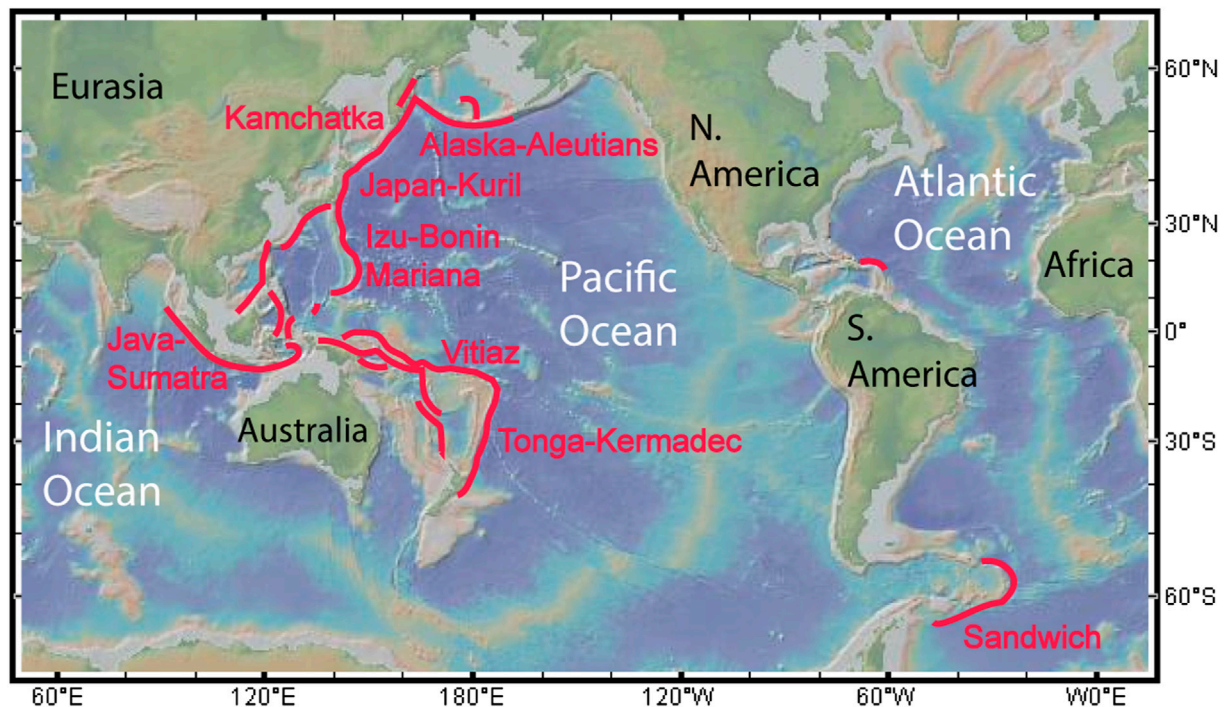 Eurasia
Kamchatka
Alaska-Aleutians
N.
America
Japan-Kuril
Atlantic
Ocean
Izu-Bonin
Mariana
Pacific
Ocean
Africa
Java-
Sumatra
Vitiaz
S.
America
Indian
Ocean
Australia
Tonga-Kermadec
Sandwich
60°N
30°N
0°
30°S
60°S
60°E
120°E
180°E
120°W
60°W
W0°E